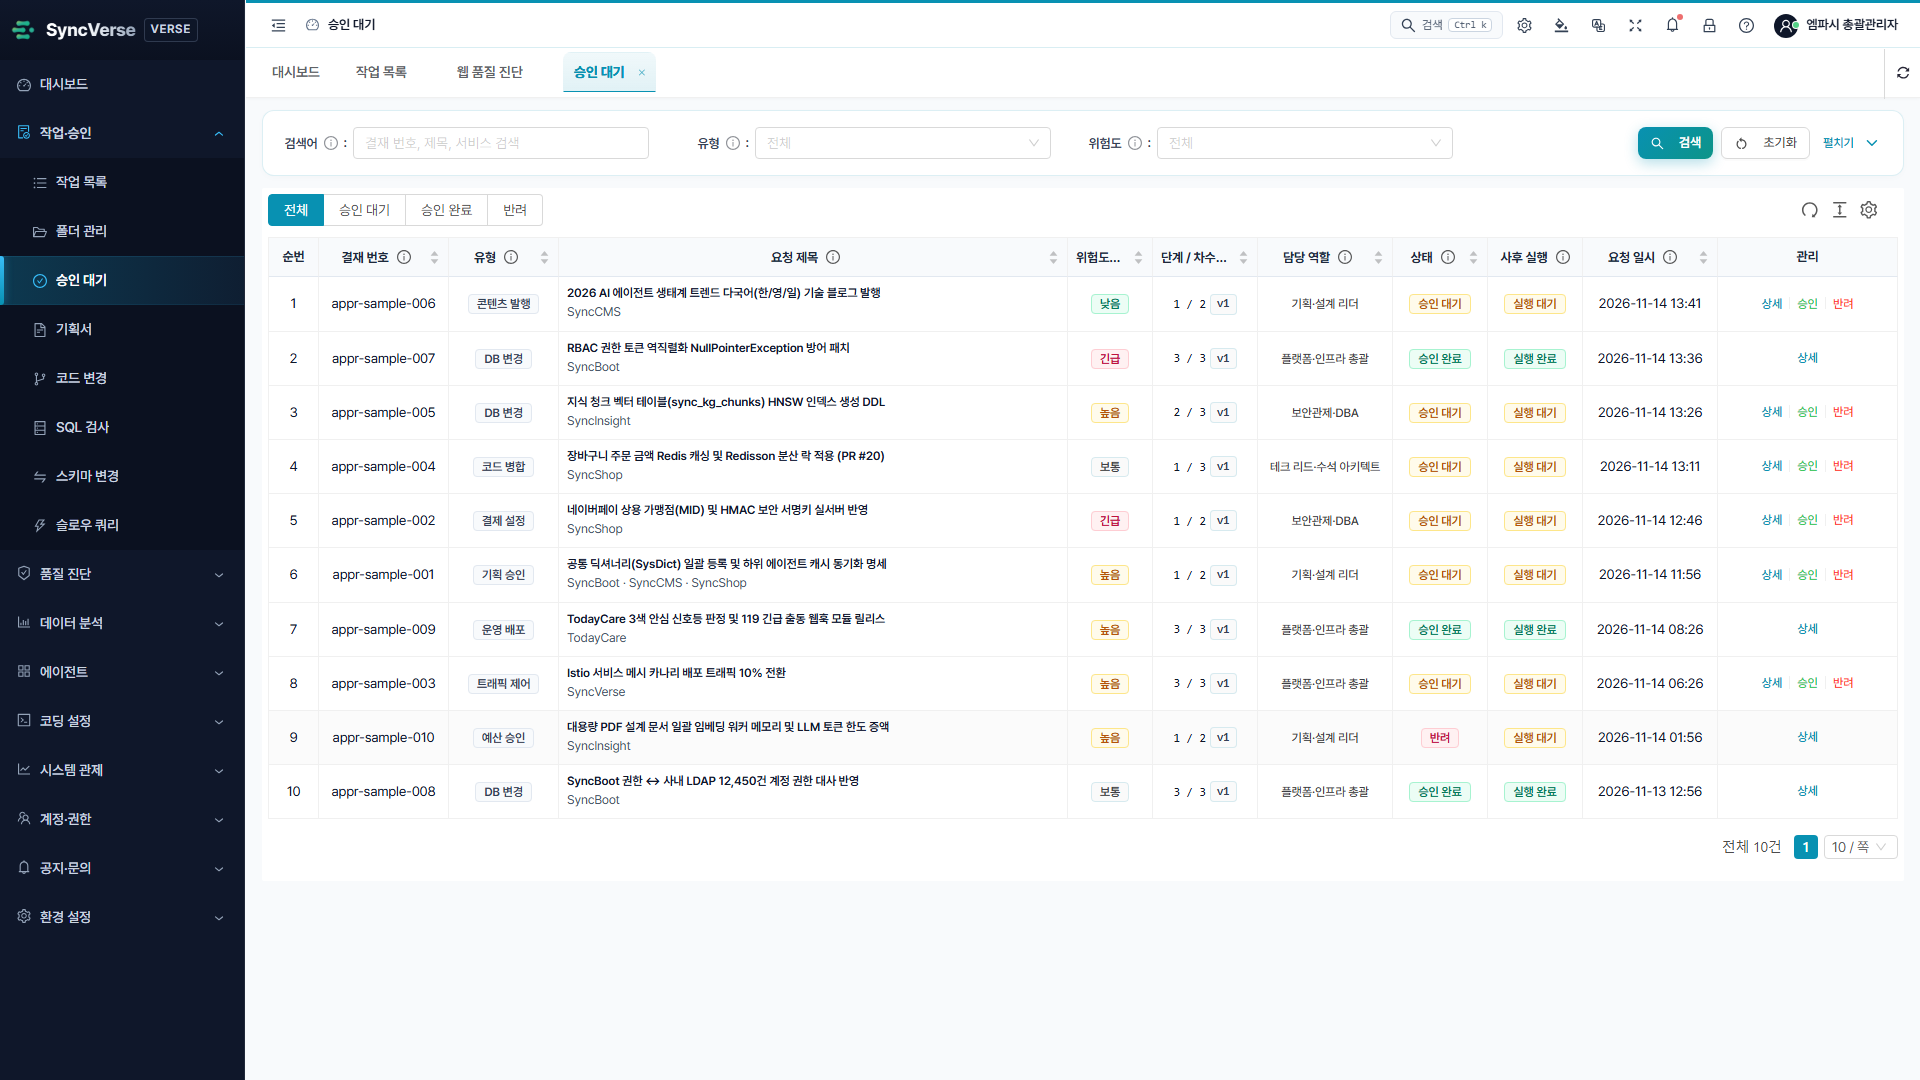 SyncVerse VERSE
승인 대기
검색 Ctrl k
엠파시 총괄관리자
대시보드
작업 목록
웹 품질 진단
승인 대기
대시보드
작업·승인
작업 목록
폴더 관리
승인 대기
기획서
코드 변경
SQL 검사
스키마 변경
슬로우 쿼리
품질 진단
데이터 분석
에이전트
코딩 설정
시스템 관제
계정·권한
공지·문의
환경 설정
검색어 : 결재 번호, 제목, 서비스 검색
유형 : 전체
위험도 : 전체
검색
초기화
펼치기
전체 승인 대기 승인 완료 반려
순번 결재 번호 유형 요청 제목 위험도... 단계 / 차수... 담당 역할 상태 사후 실행 요청 일시 관리
1 appr-sample-006 콘텐츠 발행 2026 AI 에이전트 생태계 트렌드 다국어(한/영/일) 기술 블로그 발행 낮음 1 / 2 v1 기획·설계 리더 승인 대기 실행 대기 2026-11-14 13:41 상세 승인 반려
SyncCMS
2 appr-sample-007 DB 변경 RBAC 권한 토큰 역직렬화 NullPointerException 방어 패치 긴급 3 / 3 v1 플랫폼·인프라 총괄 승인 완료 실행 완료 2026-11-14 13:36 상세
SyncBoot
3 appr-sample-005 DB 변경 지식 청크 벡터 테이블(sync_kg_chunks) HNSW 인덱스 생성 DDL 높음 2 / 3 v1 보안관제·DBA 승인 대기 실행 대기 2026-11-14 13:26 상세 승인 반려
SyncInsight
4 appr-sample-004 코드 병합 장바구니 주문 금액 Redis 캐싱 및 Redisson 분산 락 적용 (PR #20) 보통 1 / 3 v1 테크 리드·수석 아키텍트 승인 대기 실행 대기 2026-11-14 13:11 상세 승인 반려
SyncShop
5 appr-sample-002 결제 설정 네이버페이 상용 가맹점(MID) 및 HMAC 보안 서명키 실서버 반영 긴급 1 / 2 v1 보안관제·DBA 승인 대기 실행 대기 2026-11-14 12:46 상세 승인 반려
SyncShop
6 appr-sample-001 기획 승인 공통 딕셔너리(SysDict) 일괄 등록 및 하위 에이전트 캐시 동기화 명세 높음 1 / 2 v1 기획·설계 리더 승인 대기 실행 대기 2026-11-14 11:56 상세 승인 반려
SyncBoot · SyncCMS · SyncShop
7 appr-sample-009 운영 배포 TodayCare 3색 안심 신호등 판정 및 119 긴급 출동 웹훅 모듈 릴리스 높음 3 / 3 v1 플랫폼·인프라 총괄 승인 완료 실행 완료 2026-11-14 08:26 상세
TodayCare
8 appr-sample-003 트래픽 제어 Istio 서비스 메시 카나리 배포 트래픽 10% 전환 높음 3 / 3 v1 플랫폼·인프라 총괄 승인 대기 실행 대기 2026-11-14 06:26 상세 승인 반려
SyncVerse
9 appr-sample-010 예산 승인 대용량 PDF 설계 문서 일괄 임베딩 워커 메모리 및 LLM 토큰 한도 증액 높음 1 / 2 v1 기획·설계 리더 반려 실행 대기 2026-11-14 01:56 상세
SyncInsight
10 appr-sample-008 DB 변경 SyncBoot 권한 ↔ 사내 LDAP 12,450건 계정 권한 대사 반영 보통 3 / 3 v1 플랫폼·인프라 총괄 승인 완료 실행 완료 2026-11-13 12:56 상세
SyncBoot
전체 10건 1 10 / 쪽